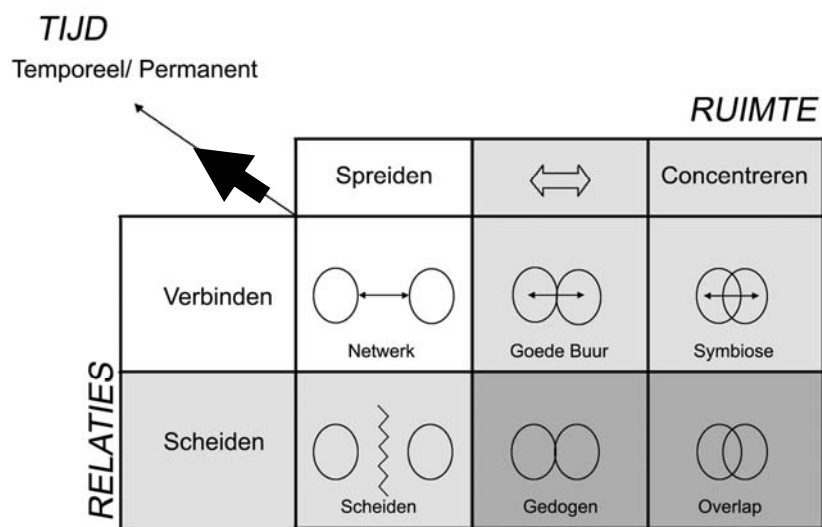 TIJD
Temporeel/ Permanent
RUIMTE
Spreiden
Concentreren
Verbinden
Netwerk
Goede Buur
Symbiose
RELATIES
Scheiden
Scheiden
Gedogen
Overlap